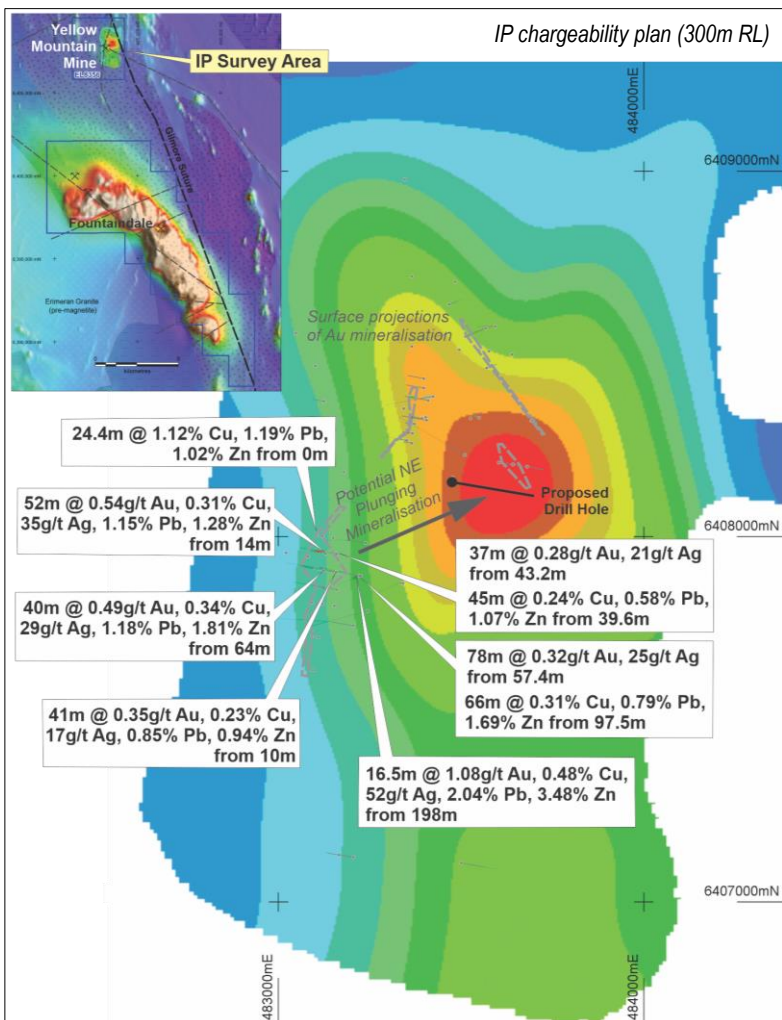 IP chargeability plan (300m RL)
Yellow
Mountain
Mine
IP Survey Area
Gilmore Suture
Fountaindale
Erimeran Granite
(pre-magnetite)
484000mE
6409000mN
Surface projections
of Au mineralisation
24.4m @ 1.12% Cu, 1.19% Pb,
1.02% Zn from 0m
52m @ 0.54g/t Au, 0.31% Cu,
35g/t Ag, 1.15% Pb, 1.28% Zn
from 14m
40m @ 0.49g/t Au, 0.34% Cu,
29g/t Ag, 1.18% Pb, 1.81% Zn
from 64m
41m @ 0.35g/t Au, 0.23% Cu,
17g/t Ag, 0.85% Pb, 0.94% Zn
from 10m
Potential NE
Plunging
Mineralisation
Proposed
Drill Hole
6408000mN
37m @ 0.28g/t Au, 21g/t Ag
from 43.2m
45m @ 0.24% Cu, 0.58% Pb,
1.07% Zn from 39.6m
78m @ 0.32g/t Au, 25g/t Ag
from 57.4m
66m @ 0.31% Cu, 0.79% Pb,
1.69% Zn from 97.5m
16.5m @ 1.08g/t Au, 0.48% Cu,
52g/t Ag, 2.04% Pb, 3.48% Zn
from 198m
6407000mN
483000mE
484000mE